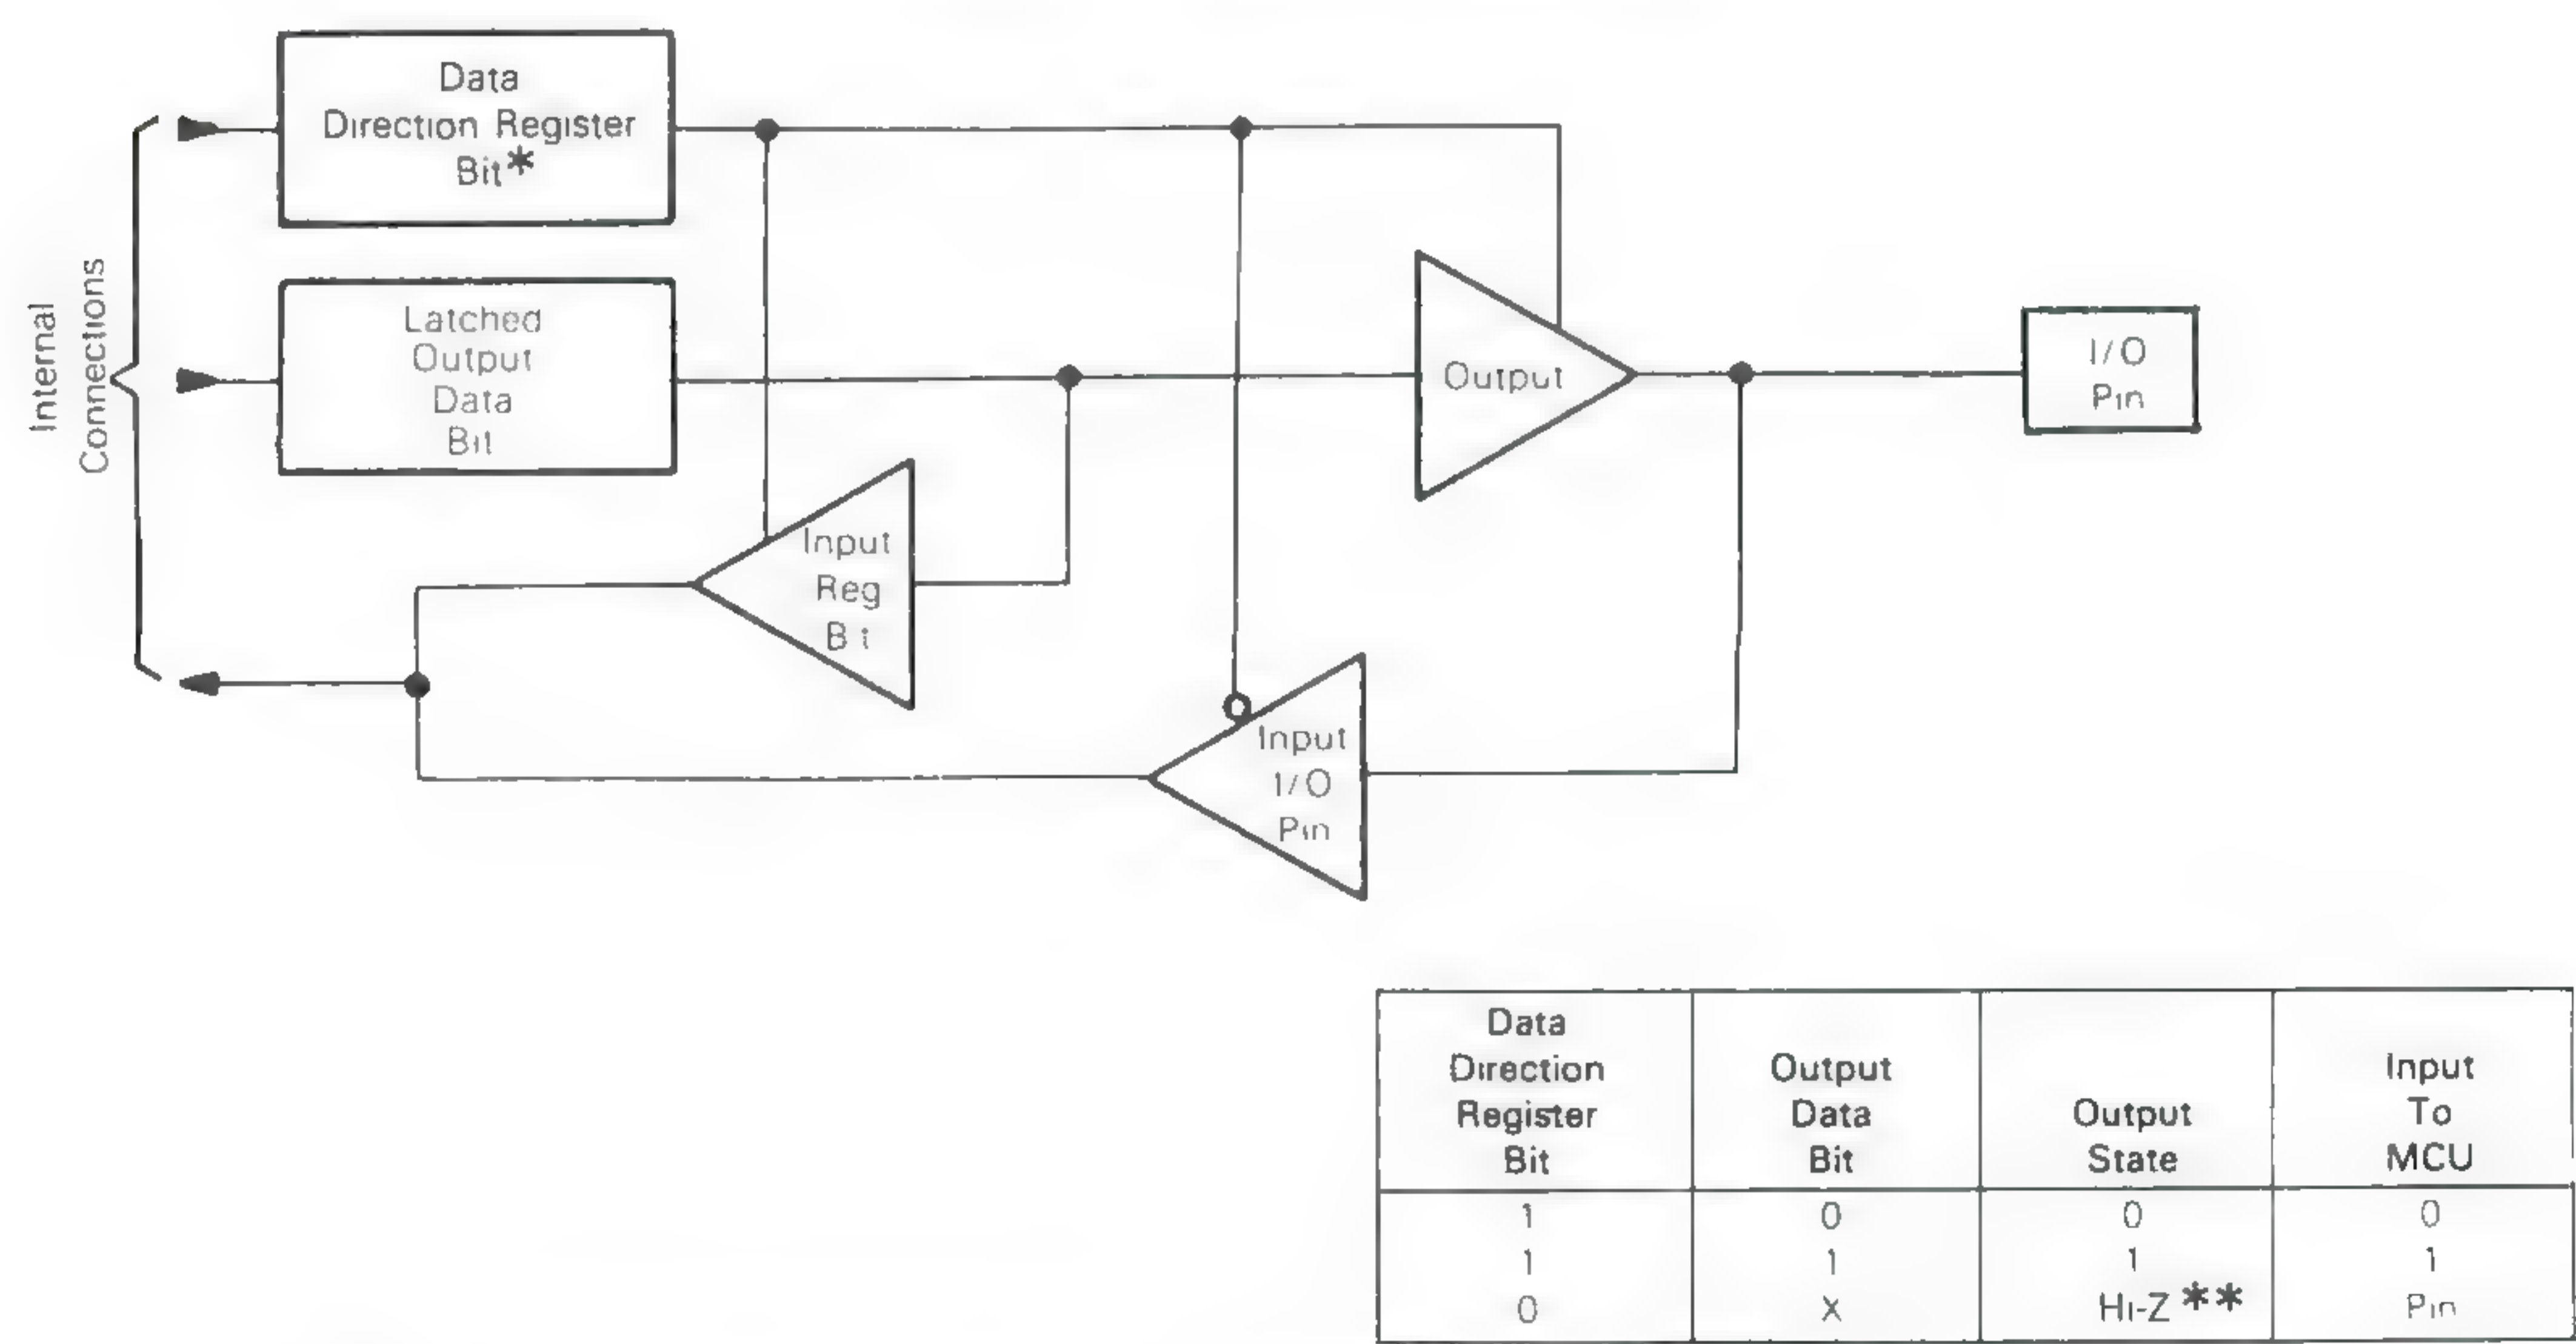 Data
Direction Register
Bit*
Internal
Connections
Latched
Output
Data
Bit
Output
I/O
Pin
Input
Reg
Bit
Input
I/O
Pin
Data
Direction
Register
Bit
Output
Data
Bit
Output
State
Input
To
MCU
1 0 0 0
1 1 1 1
0 X Hi-Z ** Pin